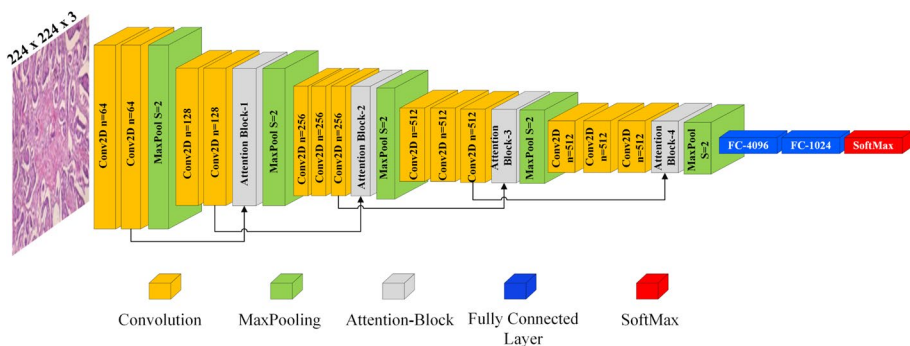 224 x 224 x 3
Conv2D n=64
Conv2D n=64
MaxPool S=2
Conv2D n=128
Conv2D n=128
Attention Block-1
MaxPool S=2
Conv2D n=256
Conv2D n=256
Conv2D n=256
Attention Block-2
MaxPool S=2
Conv2D n=512
Conv2D n=512
Conv2D n=512
Attention
Block-3
MaxPool S=2
Conv2D
n=512
Conv2D
n=512
Conv2D
n=512
Attention
Block-4
MaxPool
S=2
FC-4096
FC-1024
SoftMax
Convolution
MaxPooling
Attention-Block
Fully Connected
Layer
SoftMax